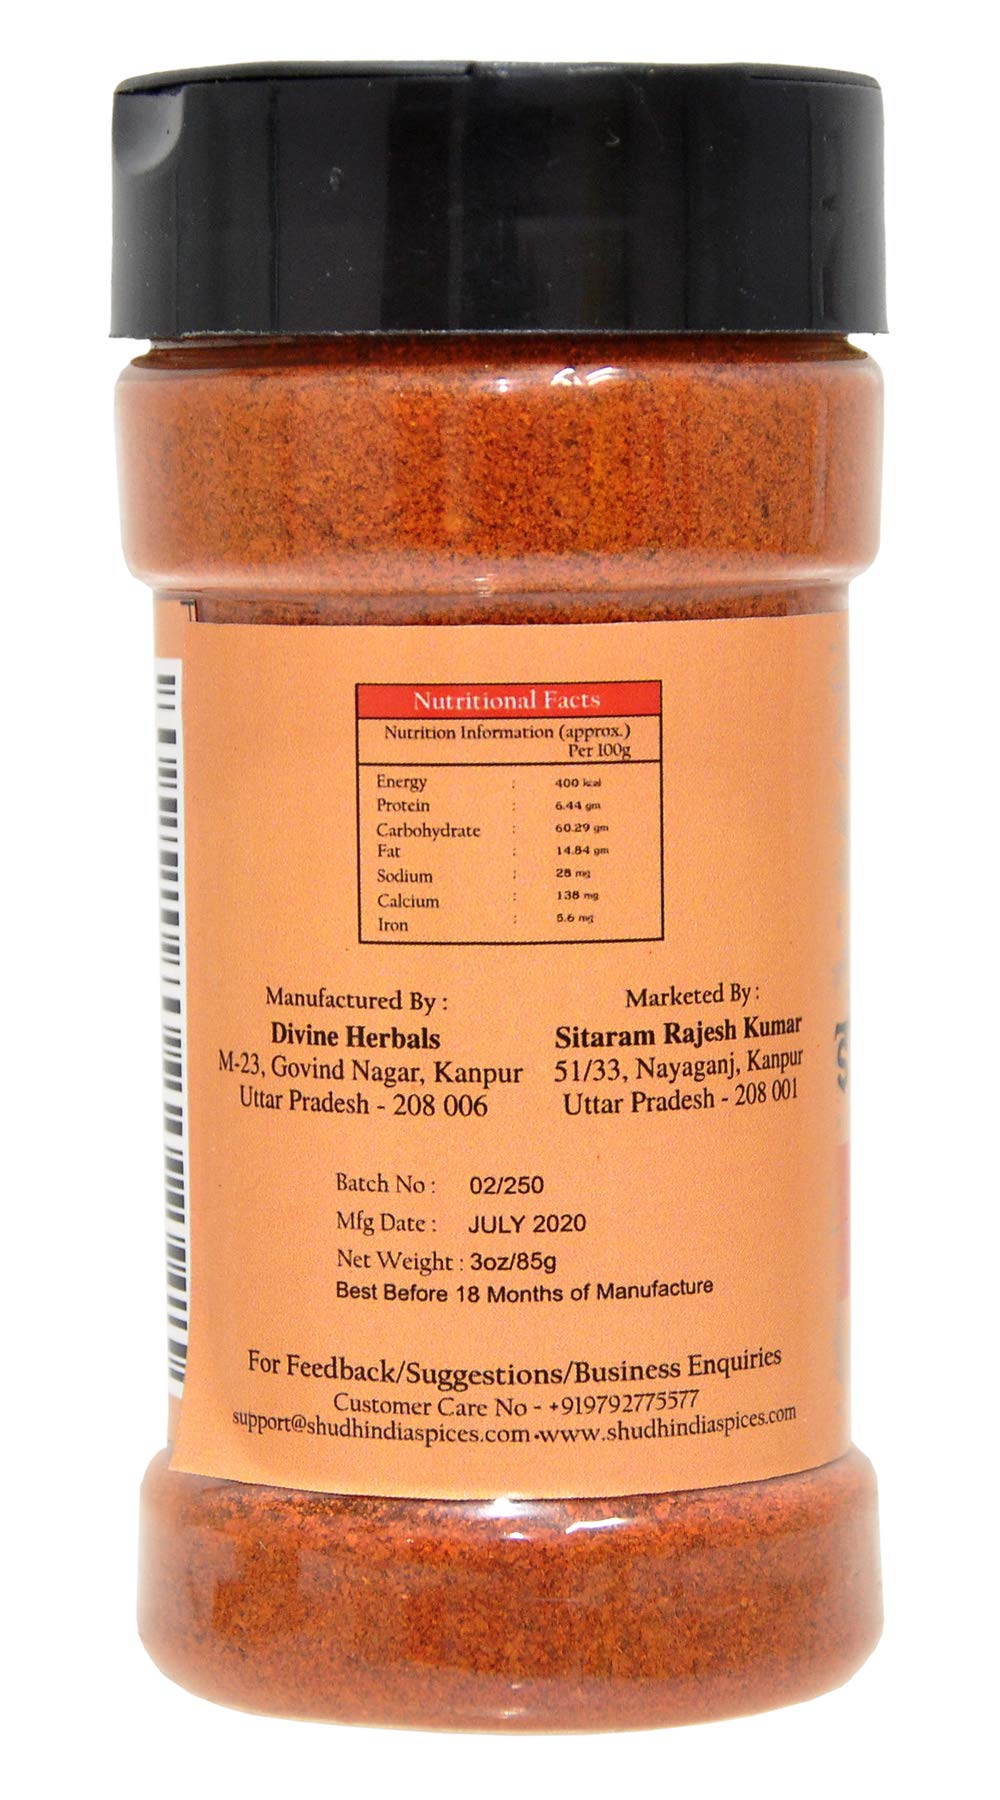 Nutritional Facts
Nutrition Information (approx.)
Per 100g
Energy : 400 kcal
Protein : 6.44 gm
Carbohydrate : 60.29 gm
Fat : 14.84 gm
Sodium : 28 mg
Calcium : 138 mg
Iron : 5.6 mg
Manufactured By :
Divine Herbals
M-23, Govind Nagar, Kanpur
Uttar Pradesh - 208 006
Marketed By :
Sitaram Rajesh Kumar
51/33, Nayaganj, Kanpur
Uttar Pradesh - 208 001
Batch No : 02/250
Mfg Date : JULY 2020
Net Weight : 3oz/85g
Best Before 18 Months of Manufacture
For Feedback/Suggestions/Business Enquiries
Customer Care No - +919792775577
support@shudhindiaspices.com•www.shudhindiaspices.com